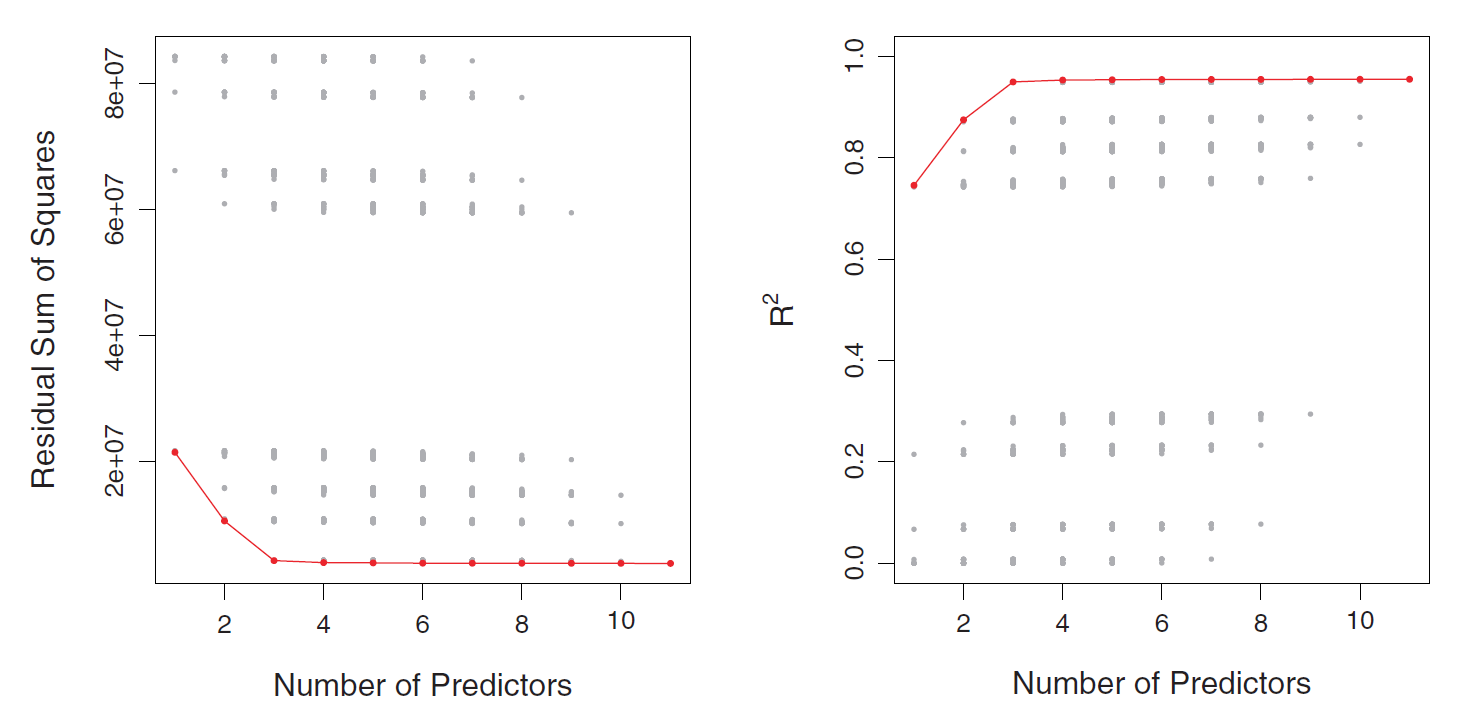 Residual Sum of Squares
8e+07
6e+07
4e+07
2e+07
2 4 6 8 10
Number of Predictors
R²
1.0
0.8
0.6
0.4
0.2
0.0
2 4 6 8 10
Number of Predictors